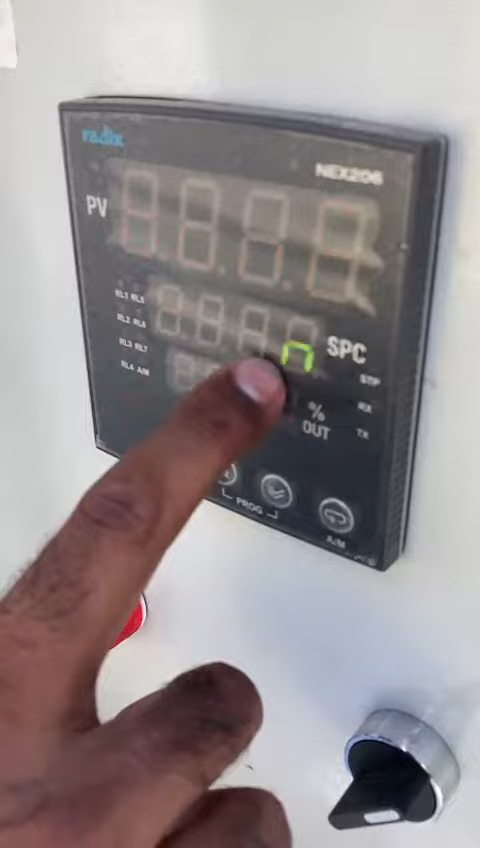 radix
NEX206
PV
RL1 RL5
RL2 RL6
SPC
RL3 RL7
RL4 A/M
STP
RX
%
OUT
TX
PROG
A/M